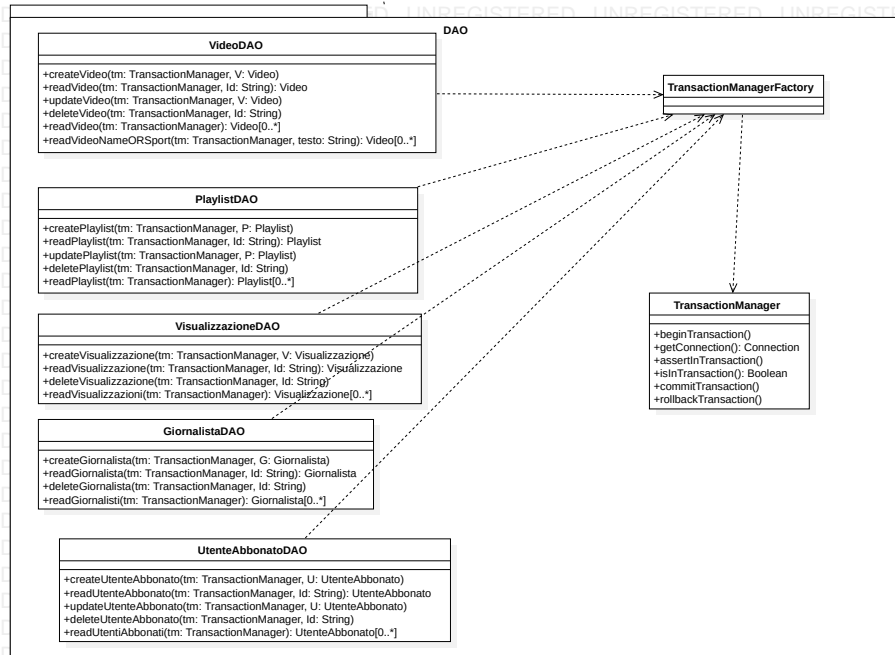 DAO
VideoDAO
+createVideo(tm: TransactionManager, V: Video)
+readVideo(tm: TransactionManager, Id: String): Video
+updateVideo(tm: TransactionManager, V: Video)
+deleteVideo(tm: TransactionManager, Id: String)
+readVideo(tm: TransactionManager): Video[0..*]
+readVideoNameORSport(tm: TransactionManager, testo: String): Video[0..*]
TransactionManagerFactory
PlaylistDAO
+createPlaylist(tm: TransactionManager, P: Playlist)
+readPlaylist(tm: TransactionManager, Id: String): Playlist
+updatePlaylist(tm: TransactionManager, P: Playlist)
+deletePlaylist(tm: TransactionManager, Id: String)
+readPlaylist(tm: TransactionManager): Playlist[0..*]
TransactionManager
+beginTransaction()
+getConnection(): Connection
+assertInTransaction()
+isInTransaction(): Boolean
+commitTransaction()
+rollbackTransaction()
VisualizzazioneDAO
+createVisualizzazione(tm: TransactionManager, V: Visualizzazione)
+readVisualizzazione(tm: TransactionManager, Id: String): Visualizzazione
+deleteVisualizzazione(tm: TransactionManager, Id: String)
+readVisualizzazioni(tm: TransactionManager): Visualizzazione[0..*]
GiornalistaDAO
+createGiornalista(tm: TransactionManager, G: Giornalista)
+readGiornalista(tm: TransactionManager, Id: String): Giornalista
+deleteGiornalista(tm: TransactionManager, Id: String)
+readGiornalisti(tm: TransactionManager): Giornalista[0..*]
UtenteAbbonatoDAO
+createUtenteAbbonato(tm: TransactionManager, U: UtenteAbbonato)
+readUtenteAbbonato(tm: TransactionManager, Id: String): UtenteAbbonato
+updateUtenteAbbonato(tm: TransactionManager, U: UtenteAbbonato)
+deleteUtenteAbbonato(tm: TransactionManager, Id: String)
+readUtentiAbbonati(tm: TransactionManager): UtenteAbbonato[0..*]
UNREGISTERED UNREGISTERED